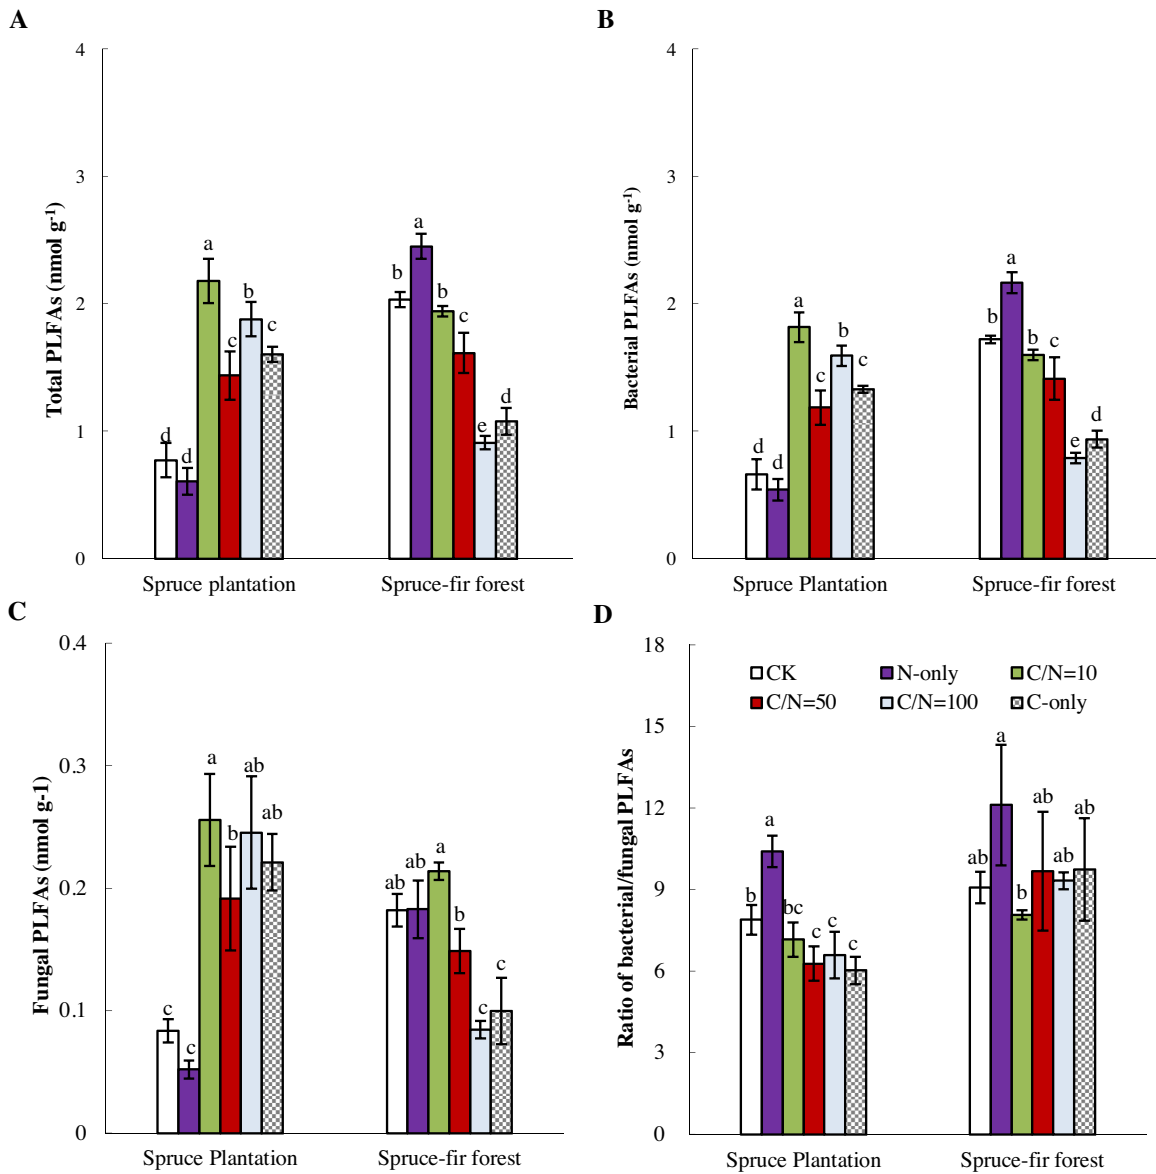 A
4
3
2
1
0
Total PLFAs (nmol g-1)
d
d
a
c
b
c
b
a
b
c
e
d
Spruce plantation
Spruce-fir forest
B
4
3
2
1
0
Bacterial PLFAs (nmol g-1)
d
d
a
c
b
c
b
a
b
c
e
d
Spruce Plantation
Spruce-fir forest
C
0.4
0.3
0.2
0.1
0
Fungal PLFAs (nmol g-1)
c
c
a
b
ab
ab
ab
ab
a
b
c
c
Spruce Plantation
Spruce-fir forest
D
18
15
12
9
6
3
0
Ratio of bacterial/fungal PLFAs
CK N-only C/N=10
C/N=50 C/N=100 C-only
b
a
bc
c
c
c
ab
a
b
ab
ab
ab
Spruce Plantation
Spruce-fir forest